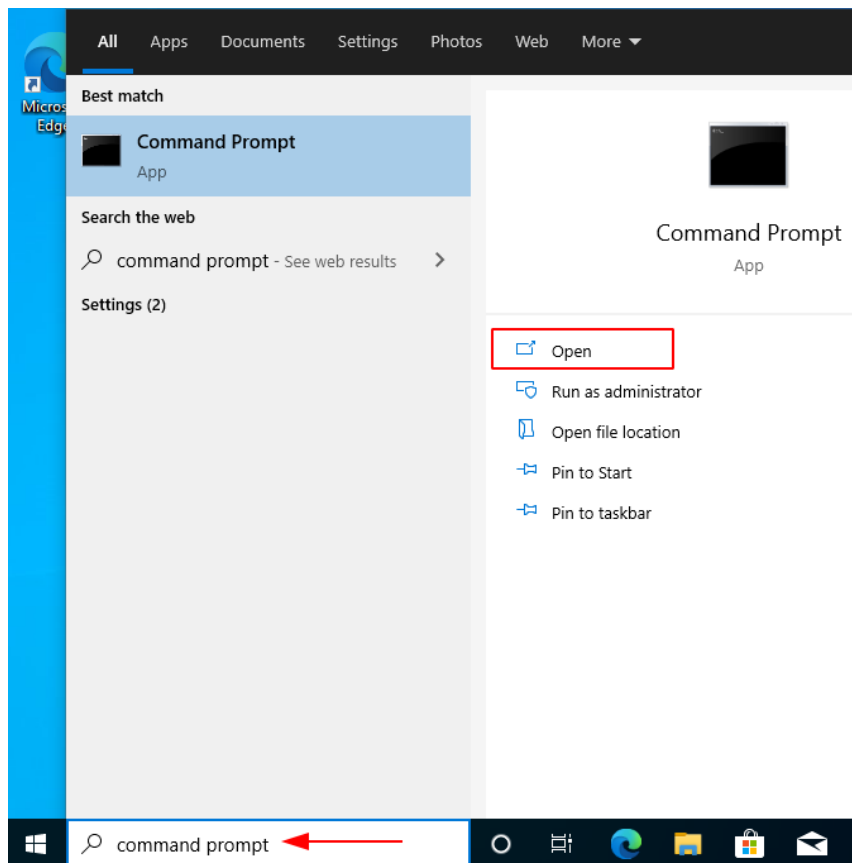 All Apps Documents Settings Photos Web More
Micros
Edge
Best match
Command Prompt
App
Search the web
command prompt - See web results
Settings (2)
Command Prompt
App
Open
Run as administrator
Open file location
Pin to Start
Pin to taskbar
command prompt